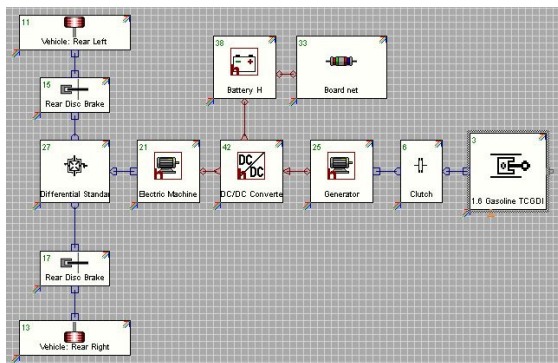 11
Vehicle: Rear Left
15
Rear Disc Brake
38
Battery H
33
Board net
27
Differential Standar
21
Electric Machine
42
DC
DC
DC/DC Converte
25
Generator
6
Clutch
3
1.6 Gasoline TCGDI
17
Rear Disc Brake
13
Vehicle: Rear Right